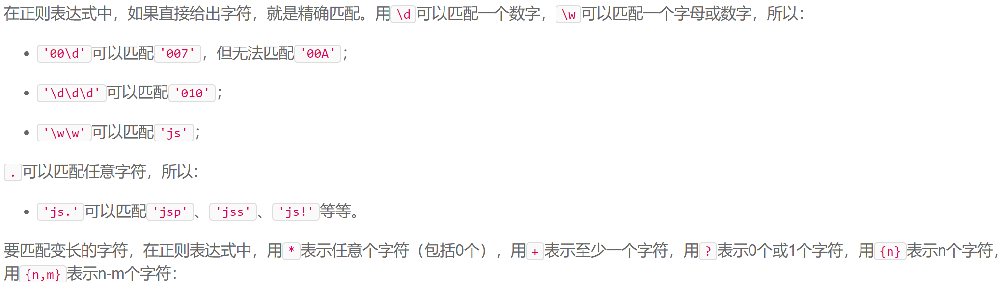 在正则表达式中，如果直接给出字符，就是精确匹配。用\d可以匹配一个数字，\w可以匹配一个字母或数字，所以：
• '00\d'可以匹配'007'，但无法匹配'00A'；
• '\d\d\d'可以匹配'010'；
• '\w\w'可以匹配'js'；
.可以匹配任意字符，所以：
• 'js.'可以匹配'jsp'、'jss'、'js!'等等。
要匹配变长的字符，在正则表达式中，用*表示任意个字符（包括0个），用+表示至少一个字符，用?表示0个或1个字符，用{n}表示n个字符，
用{n,m}表示n-m个字符：